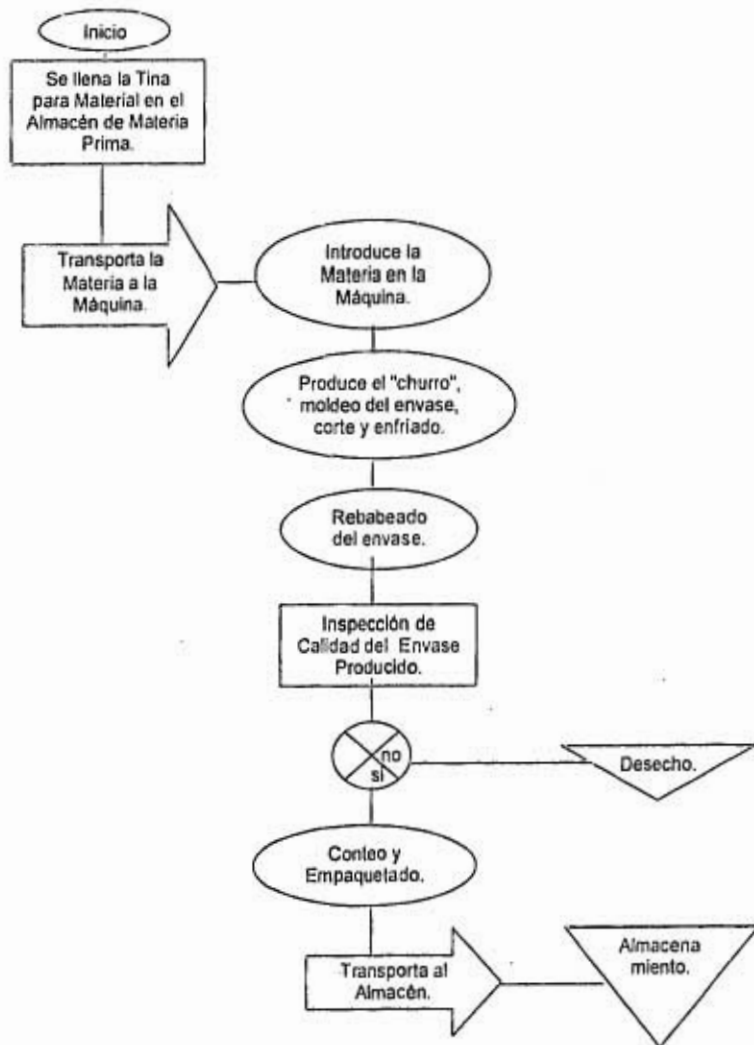 Inicio
Se llena la Tina
para Material en el
Almacén de Materia
Prima.
Transporta la
Materia a la
Máquina.
Introduce la
Materia en la
Máquina.
Produce el "churro",
moldeo del envase,
corte y enfriado.
Rebabeado
del envase.
Inspección de
Calidad del Envase
Producido.
no
si
Desecho.
Conteo y
Empaquetado.
Transporta al
Almacén.
Almacena
miento.